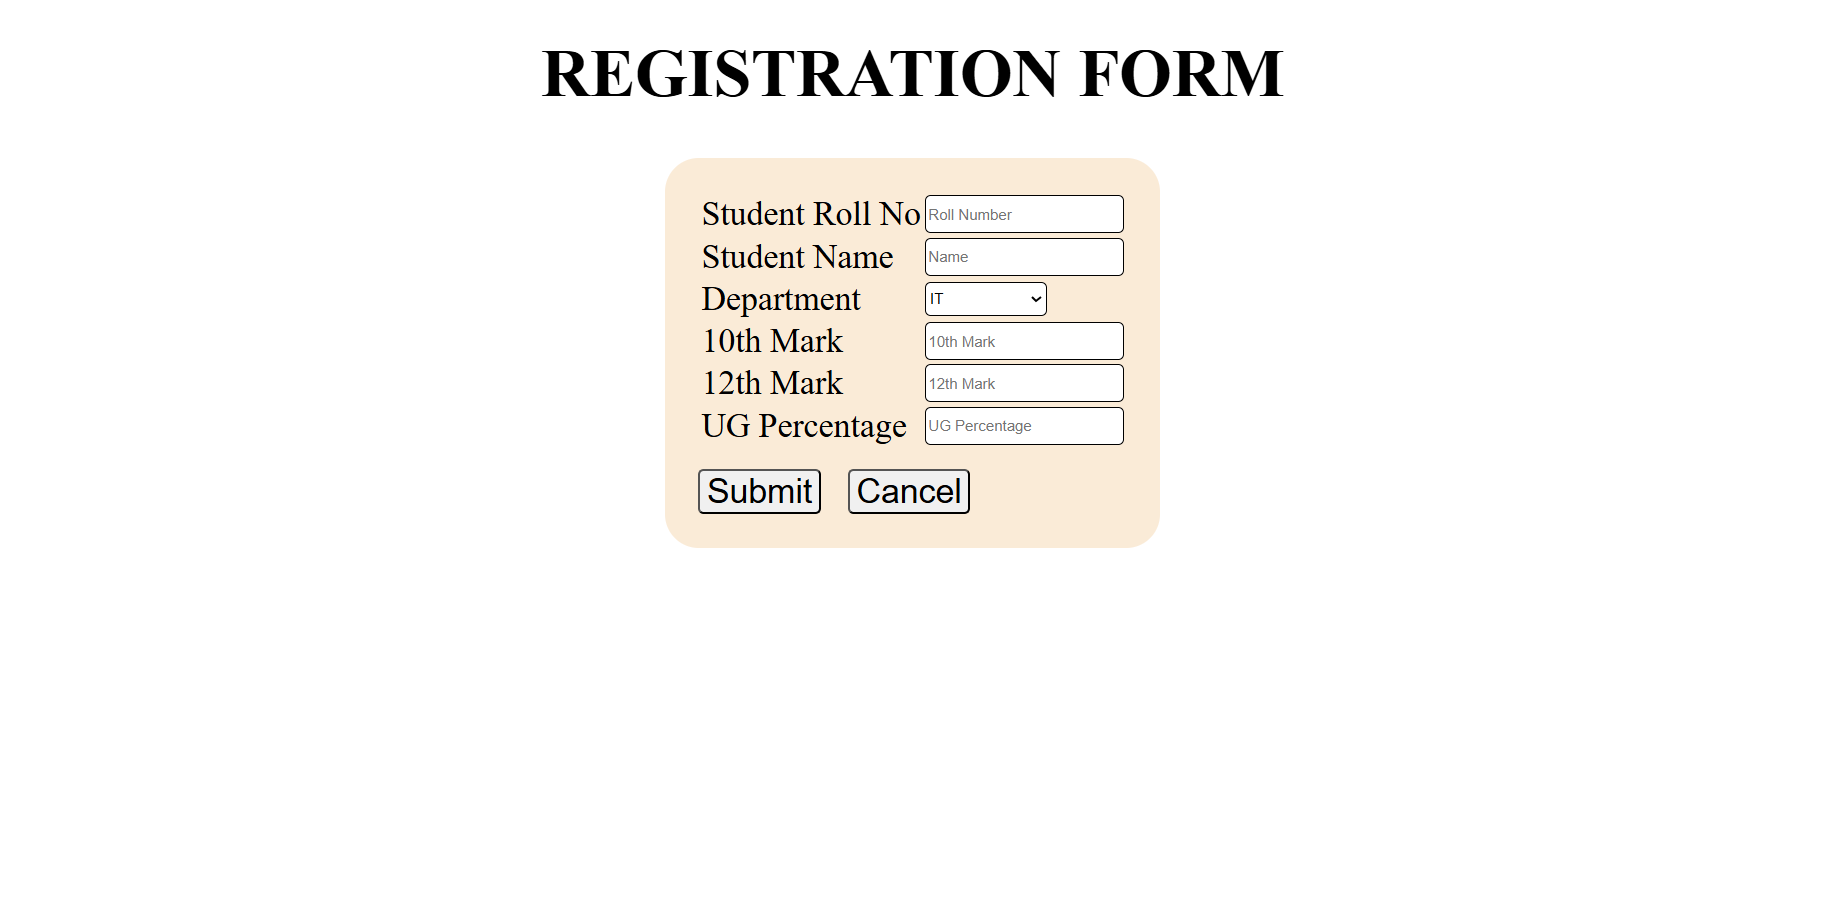 REGISTRATION FORM
Student Roll No Roll Number
Student Name Name
Department IT
10th Mark 10th Mark
12th Mark 12th Mark
UG Percentage UG Percentage
Submit Cancel